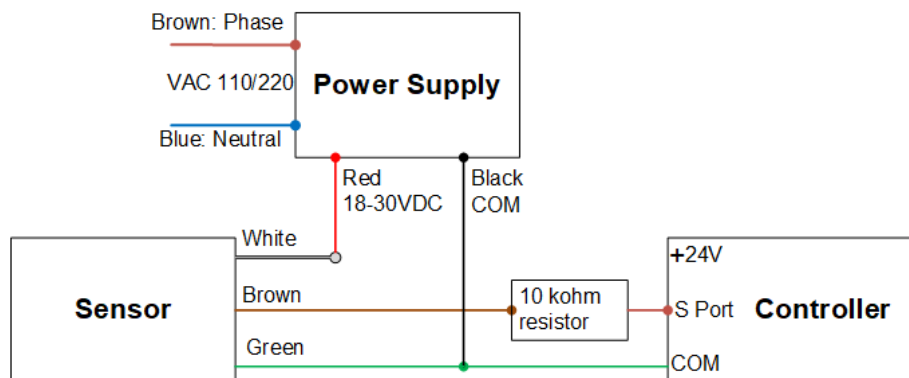 Brown: Phase
VAC 110/220
Power Supply
Blue: Neutral
Red
18-30VDC
Black
COM
White
Sensor
Brown
Green
10 kohm
resistor
+24V
S Port
Controller
COM